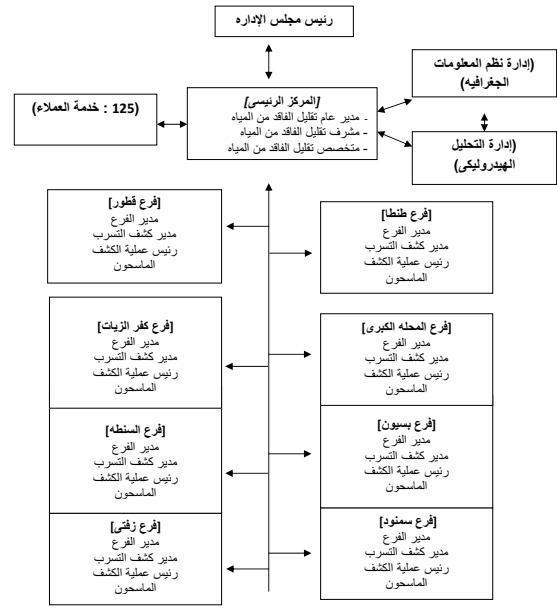 رئيس مجلس الإداره
(إدارة نظم المعلومات
الجغرافيه)
[المركز الرئيسى]
- مدير عام تقليل الفاقد من المياه
- مشرف تقليل الفاقد من المياه
- متخصص تقليل الفاقد من المياه
(125 : خدمة العملاء)
(إدارة التحليل
الهيدروليكى)
[فرع طنطا]
مدير الفرع
مدير كشف التسرب
رئيس عملية الكشف
الماسحون
[فرع قطور]
مدير الفرع
مدير كشف التسرب
رئيس عملية الكشف
الماسحون
[فرع المحله الكبرى]
مدير الفرع
مدير كشف التسرب
رئيس عملية الكشف
الماسحون
[فرع كفر الزيات]
مدير الفرع
مدير كشف التسرب
رئيس عملية الكشف
الماسحون
[فرع بسيون]
مدير الفرع
مدير كشف التسرب
رئيس عملية الكشف
الماسحون
[فرع السنطه]
مدير الفرع
مدير كشف التسرب
رئيس عملية الكشف
الماسحون
[فرع سمنود]
مدير الفرع
مدير كشف التسرب
رئيس عملية الكشف
الماسحون
[فرع زفتى]
مدير الفرع
مدير كشف التسرب
رئيس عملية الكشف
الماسحون